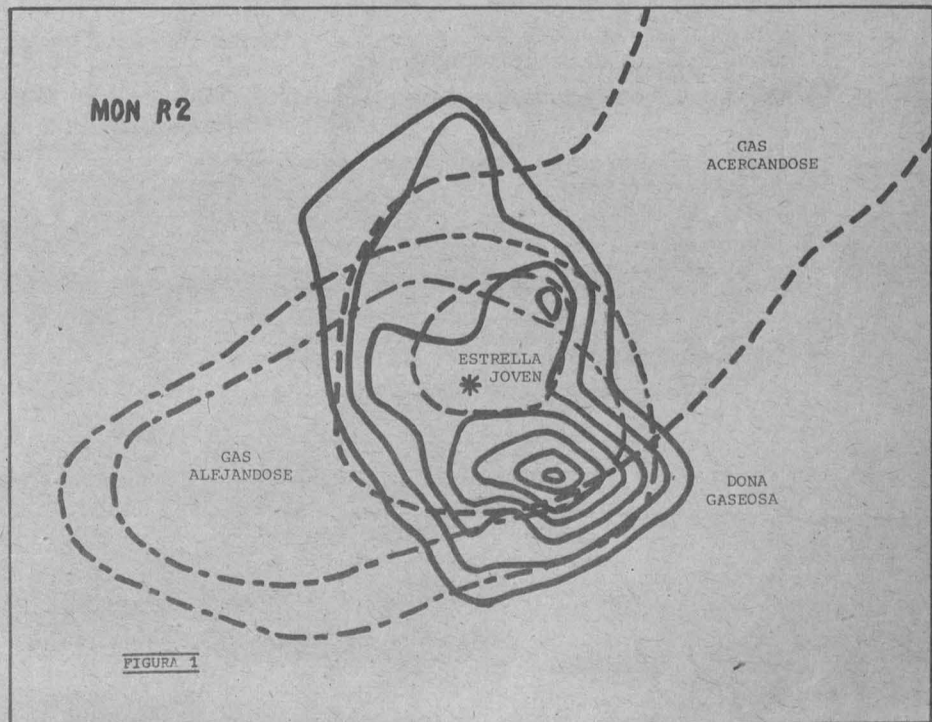 MON R2
GAS
ACERCANDOSE
ESTRELLA
JOVEN
GAS
ALEJANDOSE
DONA
GASEOSA
FIGURA 1